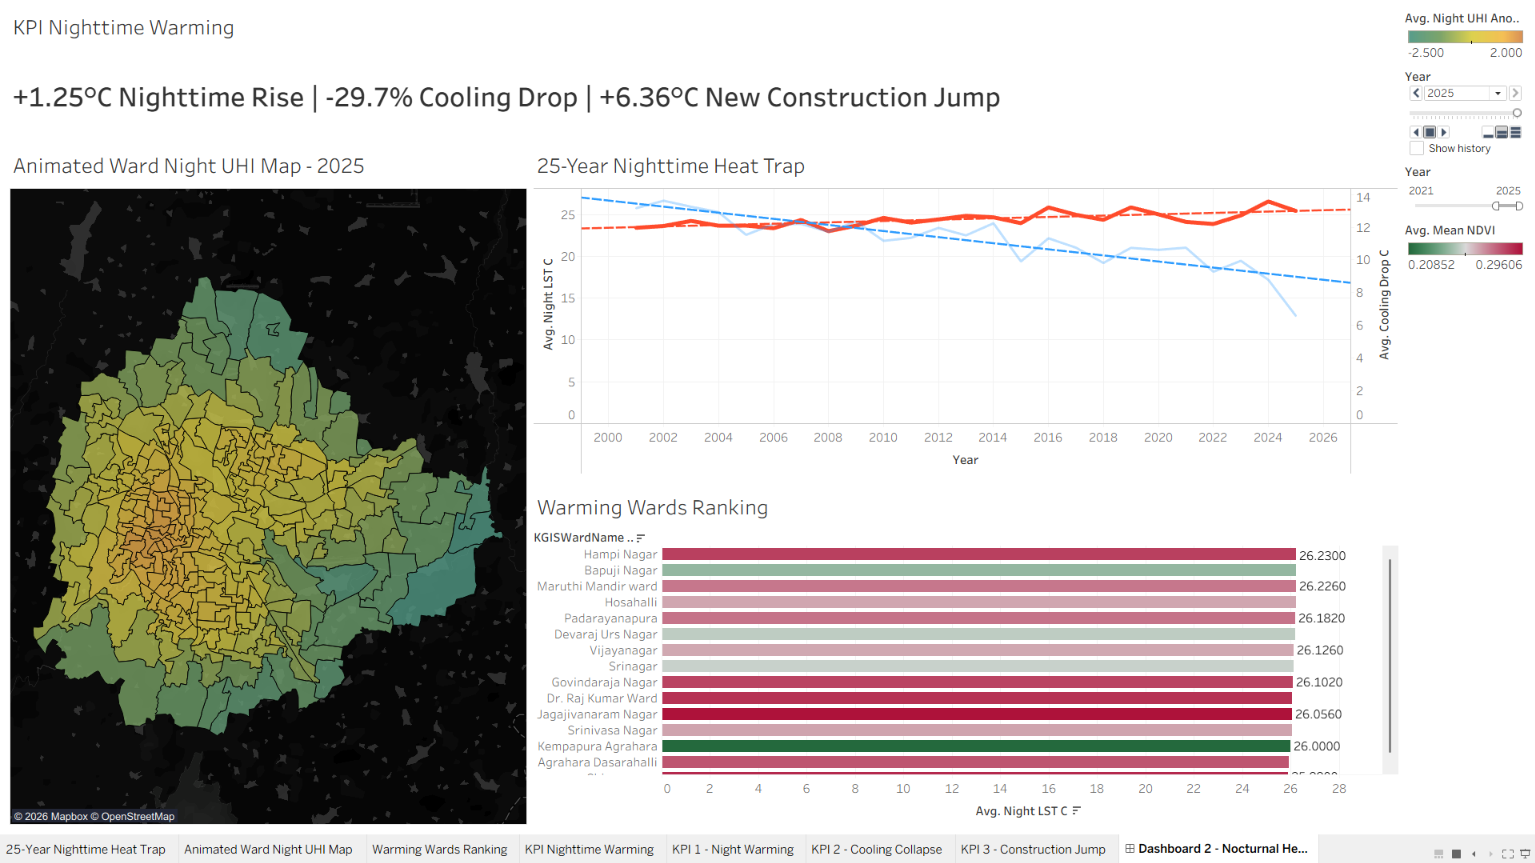 KPI Nighttime Warming
+1.25°C Nighttime Rise | -29.7% Cooling Drop | +6.36°C New Construction Jump
Animated Ward Night UHI Map - 2025
© 2026 Mapbox © OpenStreetMap
25-Year Nighttime Heat Trap
Avg. Night LST C
25
20
15
10
5
0
14
12
10
8
6
4
2
0
Avg. Cooling Drop C
2000 2002 2004 2006 2008 2010 2012 2014 2016 2018 2020 2022 2024 2026
Year
Warming Wards Ranking
KGISWardName ..
Hampi Nagar 26.2300
Bapuji Nagar
Maruthi Mandir ward 26.2260
Hosahalli
Padarayanapura 26.1820
Devaraj Urs Nagar
Vijayanagar 26.1260
Srinagar
Govindaraja Nagar 26.1020
Dr. Raj Kumar Ward
Jagajivanaram Nagar 26.0560
Srinivasa Nagar
Kempapura Agrahara 26.0000
Agrahara Dasarahalli
0 2 4 6 8 10 12 14 16 18 20 22 24 26 28
Avg. Night LST C
Avg. Night UHI Ano..
-2.500 2.000
Year
2025
Show history
Year
2021 2025
Avg. Mean NDVI
0.20852 0.29606
25-Year Nighttime Heat Trap Animated Ward Night UHI Map Warming Wards Ranking KPI Nighttime Warming KPI 1 - Night Warming KPI 2 - Cooling Collapse KPI 3 - Construction Jump Dashboard 2 - Nocturnal He...